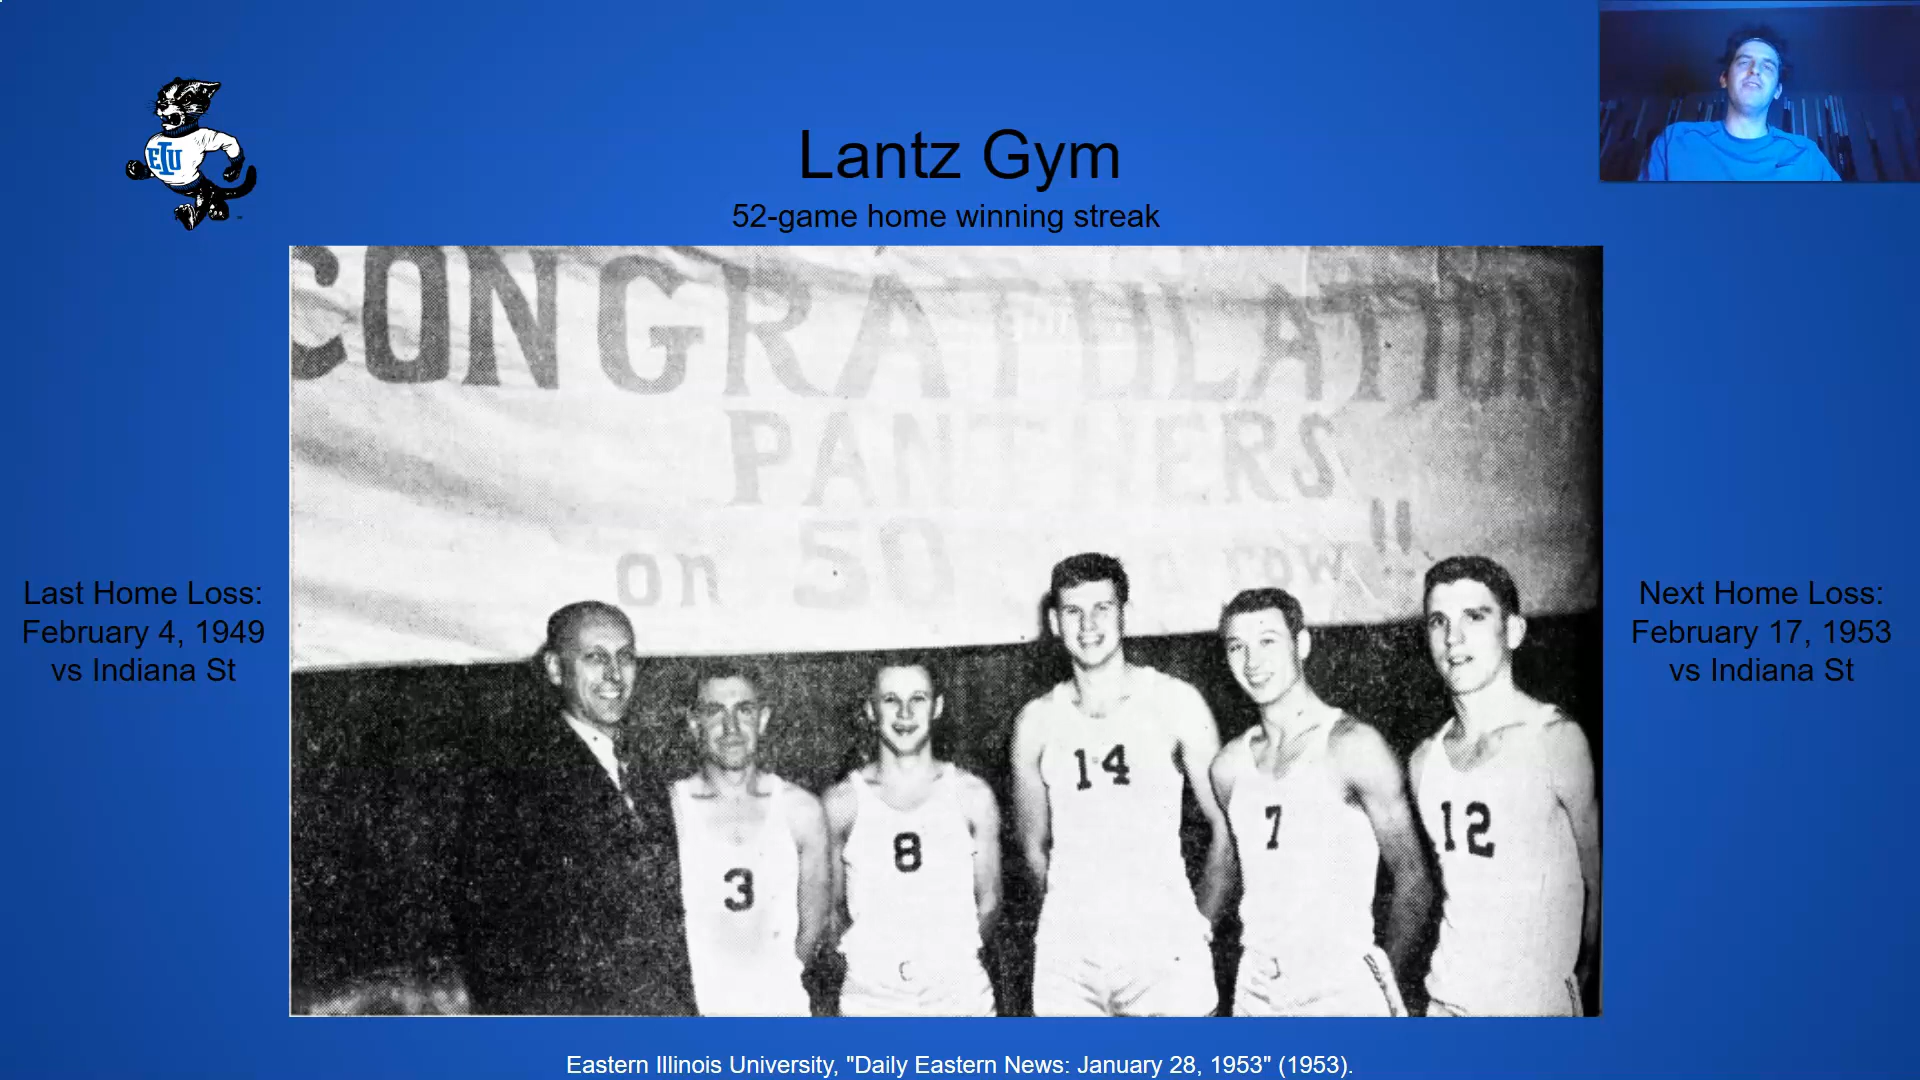 EIU
Lantz Gym
52-game home winning streak
CONGRATULATION
PANTHERS
on 50 a row"
Last Home Loss:
February 4, 1949
vs Indiana St
Next Home Loss:
February 17, 1953
vs Indiana St
3
8
14
7
12
Eastern Illinois University, "Daily Eastern News: January 28, 1953" (1953).